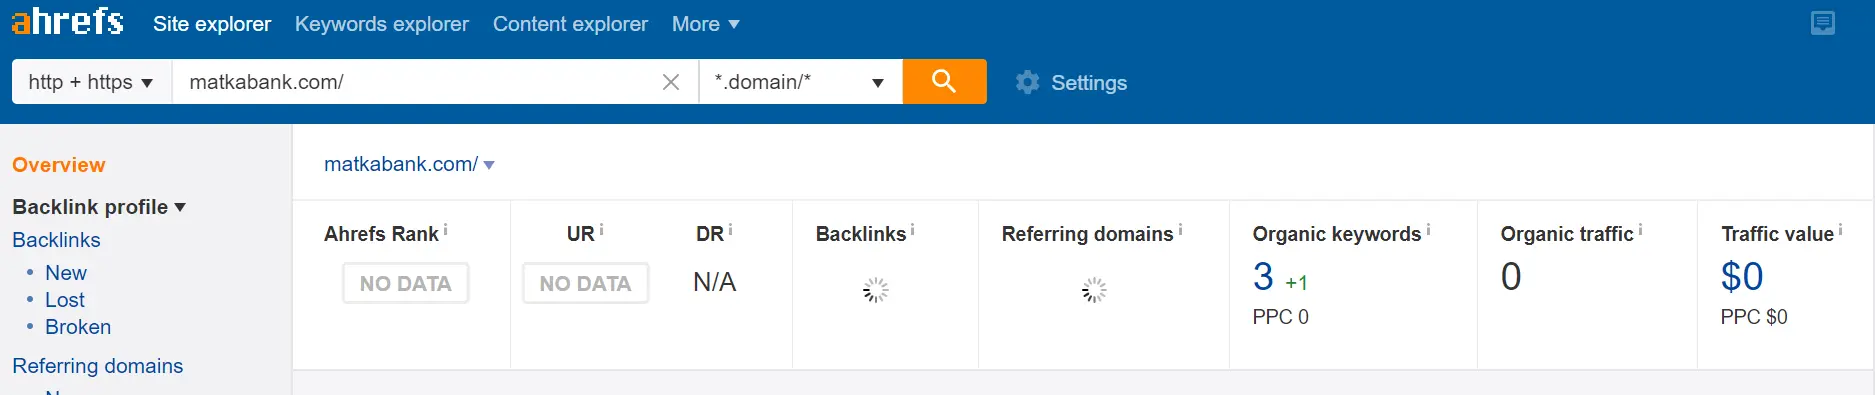 ahrefs Site explorer Keywords explorer Content explorer More
http + https matkabank.com/ *.domain/* Settings
Overview
Backlink profile
Backlinks
• New
• Lost
• Broken
Referring domains
matkabank.com/
Ahrefs Rank i UR i DR i Backlinks i Referring domains i Organic keywords i Organic traffic i Traffic value i
NO DATA NO DATA N/A 3 +1 0 $0
PPC 0 PPC $0